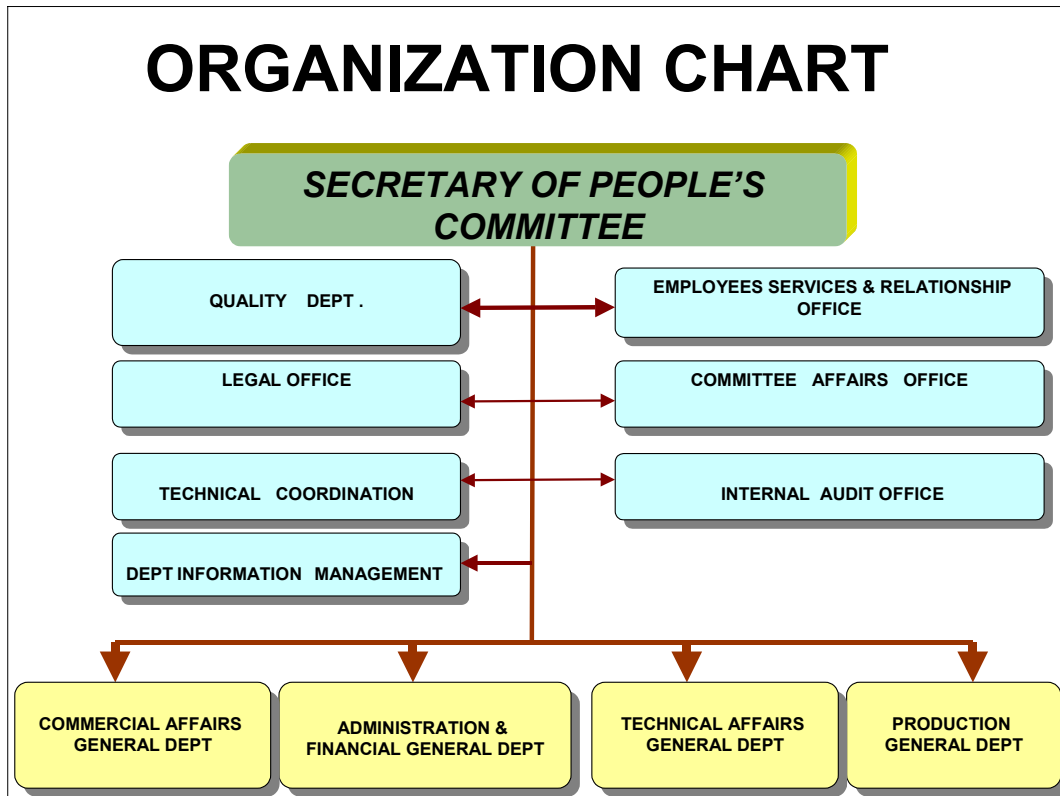 ORGANIZATION CHART
SECRETARY OF PEOPLE’S
COMMITTEE
QUALITY DEPT .
EMPLOYEES SERVICES & RELATIONSHIP
OFFICE
LEGAL OFFICE
COMMITTEE AFFAIRS OFFICE
TECHNICAL COORDINATION
INTERNAL AUDIT OFFICE
DEPT INFORMATION MANAGEMENT
COMMERCIAL AFFAIRS
GENERAL DEPT
ADMINISTRATION &
FINANCIAL GENERAL DEPT
TECHNICAL AFFAIRS
GENERAL DEPT
PRODUCTION
GENERAL DEPT